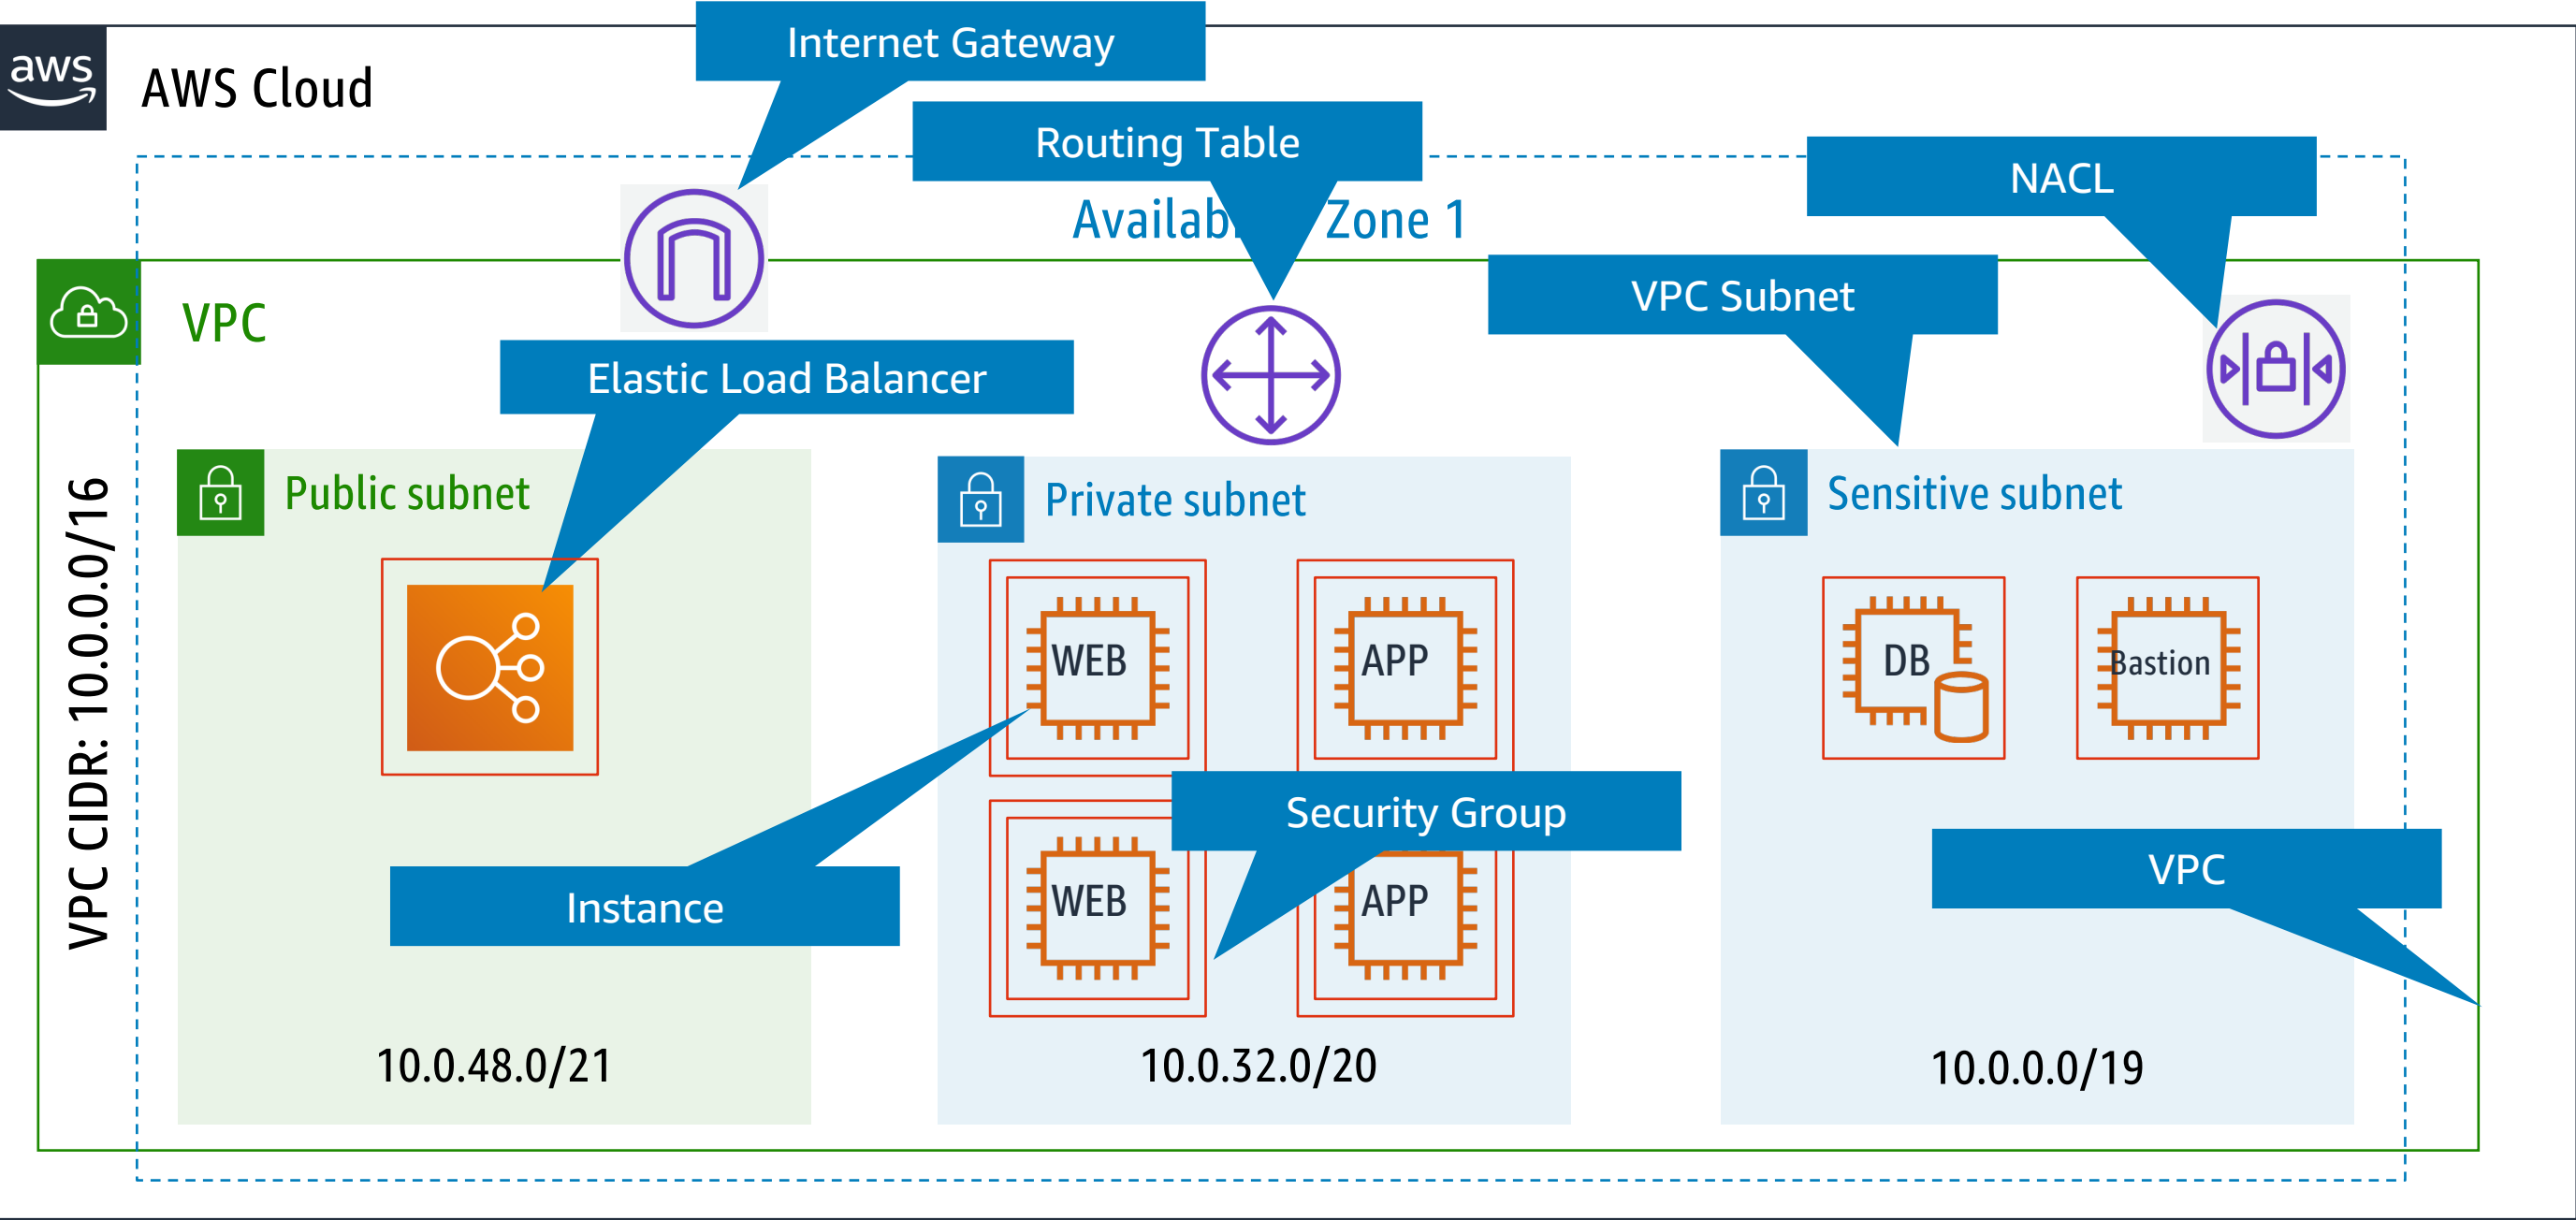 Internet Gateway
aws
AWS Cloud
Routing Table
NACL
Availab Zone 1
VPC Subnet
VPC
Elastic Load Balancer
VPC CIDR: 10.0.0.0/16
Public subnet
Private subnet
Sensitive subnet
WEB
APP
DB
Bastion
Security Group
VPC
Instance
WEB
APP
10.0.48.0/21
10.0.32.0/20
10.0.0.0/19